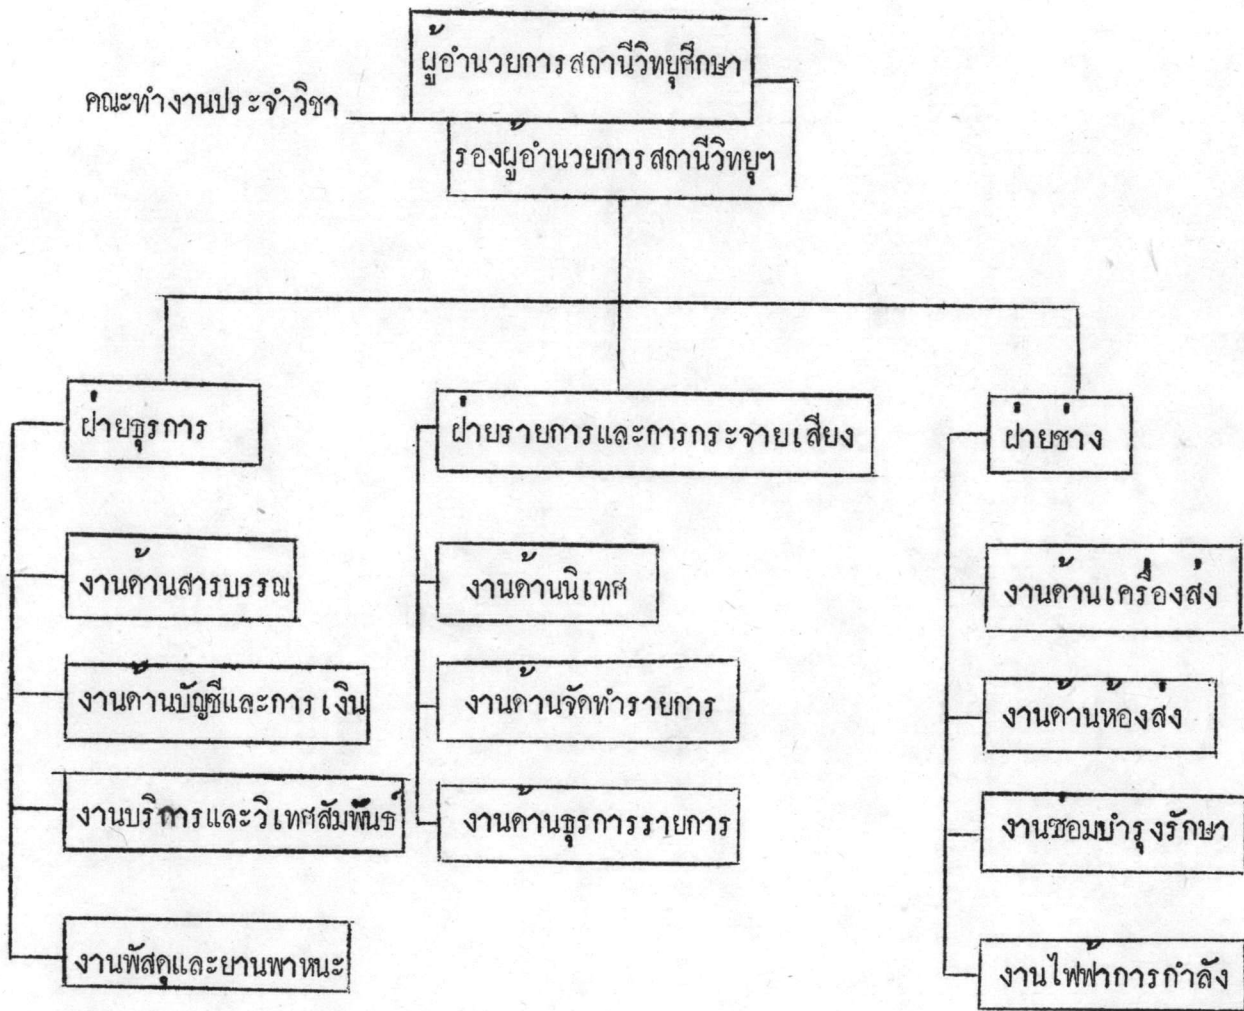 ผู้อำนวยการสถานีวิทยุศึกษา
คณะทำงานประจำวิชา
รองผู้อำนวยการสถานีวิทยุฯ
ฝ่ายธุรการ
ฝ่ายรายการและการกระจายเสียง
ฝ่ายช่าง
งานด้านสารบรรณ
งานด้านนิเทศ
งานด้านเครื่องส่ง
งานด้านบัญชีและการเงิน
งานด้านจัดทำรายการ
งานด้านห้องส่ง
งานบริการและวิเทศสัมพันธ์
งานด้านธุรการรายการ
งานซ่อมบำรุงรักษา
งานพัสดุและยานพาหนะ
งานไฟฟ้าการกำลัง